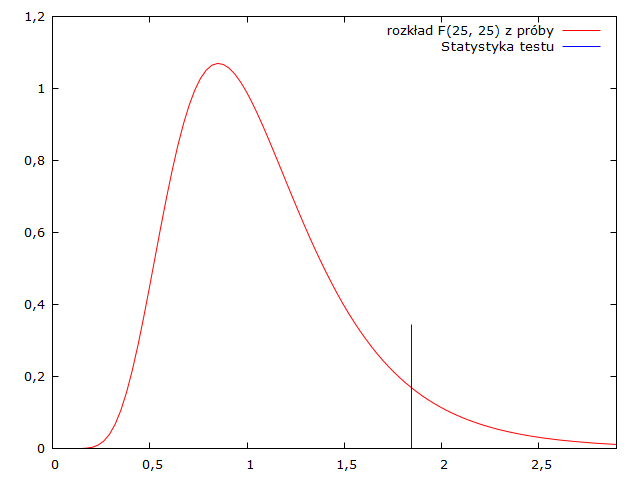 rozkład F(25, 25) z próby
Statystyka testu
1,2
1
0,8
0,6
0,4
0,2
0
0 0,5 1 1,5 2 2,5